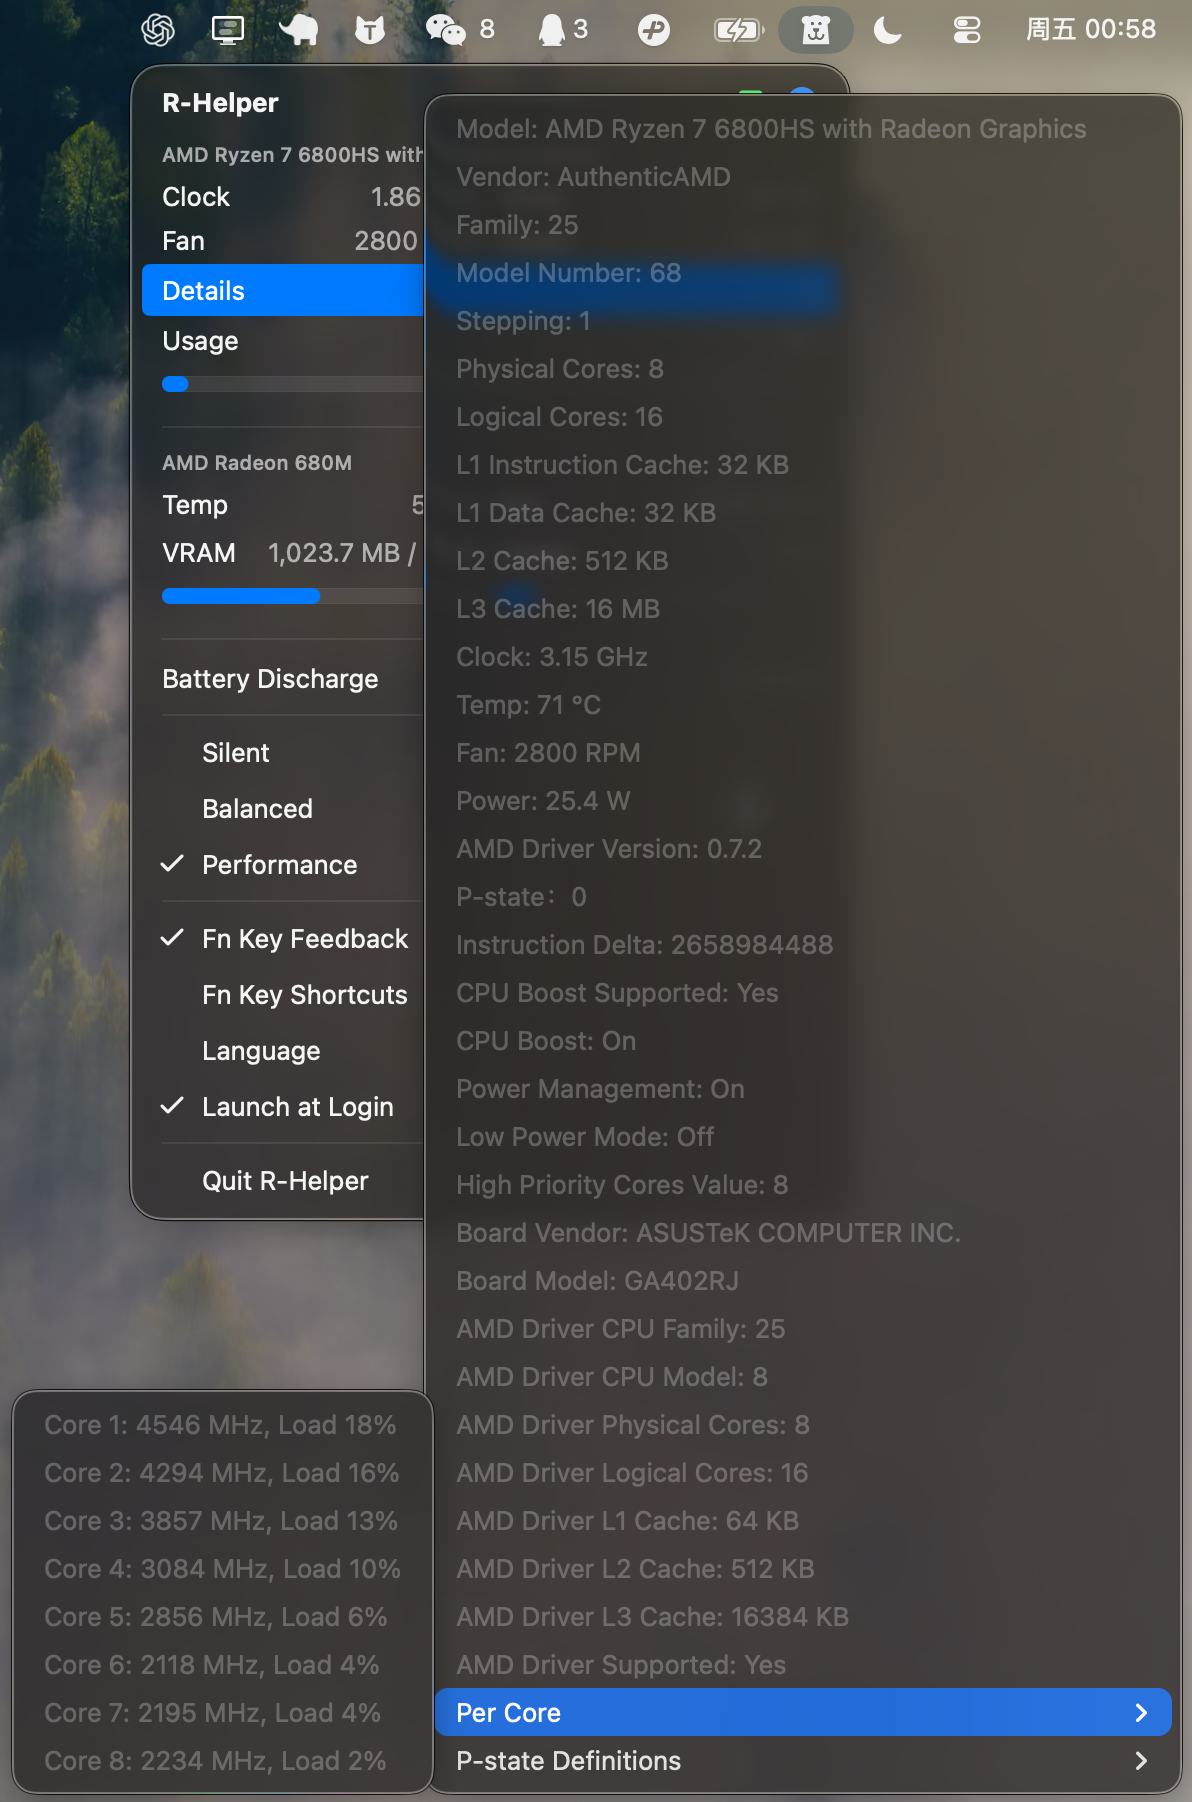 8
3
周五 00:58
R-Helper
AMD Ryzen 7 6800HS with
Clock 1.86
Fan 2800
Details
Usage
AMD Radeon 680M
Temp 5
VRAM 1,023.7 MB /
Battery Discharge
Silent
Balanced
Performance
Fn Key Feedback
Fn Key Shortcuts
Language
Launch at Login
Quit R-Helper
Model: AMD Ryzen 7 6800HS with Radeon Graphics
Vendor: AuthenticAMD
Family: 25
Model Number: 68
Stepping: 1
Physical Cores: 8
Logical Cores: 16
L1 Instruction Cache: 32 KB
L1 Data Cache: 32 KB
L2 Cache: 512 KB
L3 Cache: 16 MB
Clock: 3.15 GHz
Temp: 71 °C
Fan: 2800 RPM
Power: 25.4 W
AMD Driver Version: 0.7.2
P-state：0
Instruction Delta: 2658984488
CPU Boost Supported: Yes
CPU Boost: On
Power Management: On
Low Power Mode: Off
High Priority Cores Value: 8
Board Vendor: ASUSTeK COMPUTER INC.
Board Model: GA402RJ
AMD Driver CPU Family: 25
AMD Driver CPU Model: 8
AMD Driver Physical Cores: 8
AMD Driver Logical Cores: 16
AMD Driver L1 Cache: 64 KB
AMD Driver L2 Cache: 512 KB
AMD Driver L3 Cache: 16384 KB
AMD Driver Supported: Yes
Per Core
P-state Definitions
Core 1: 4546 MHz, Load 18%
Core 2: 4294 MHz, Load 16%
Core 3: 3857 MHz, Load 13%
Core 4: 3084 MHz, Load 10%
Core 5: 2856 MHz, Load 6%
Core 6: 2118 MHz, Load 4%
Core 7: 2195 MHz, Load 4%
Core 8: 2234 MHz, Load 2%